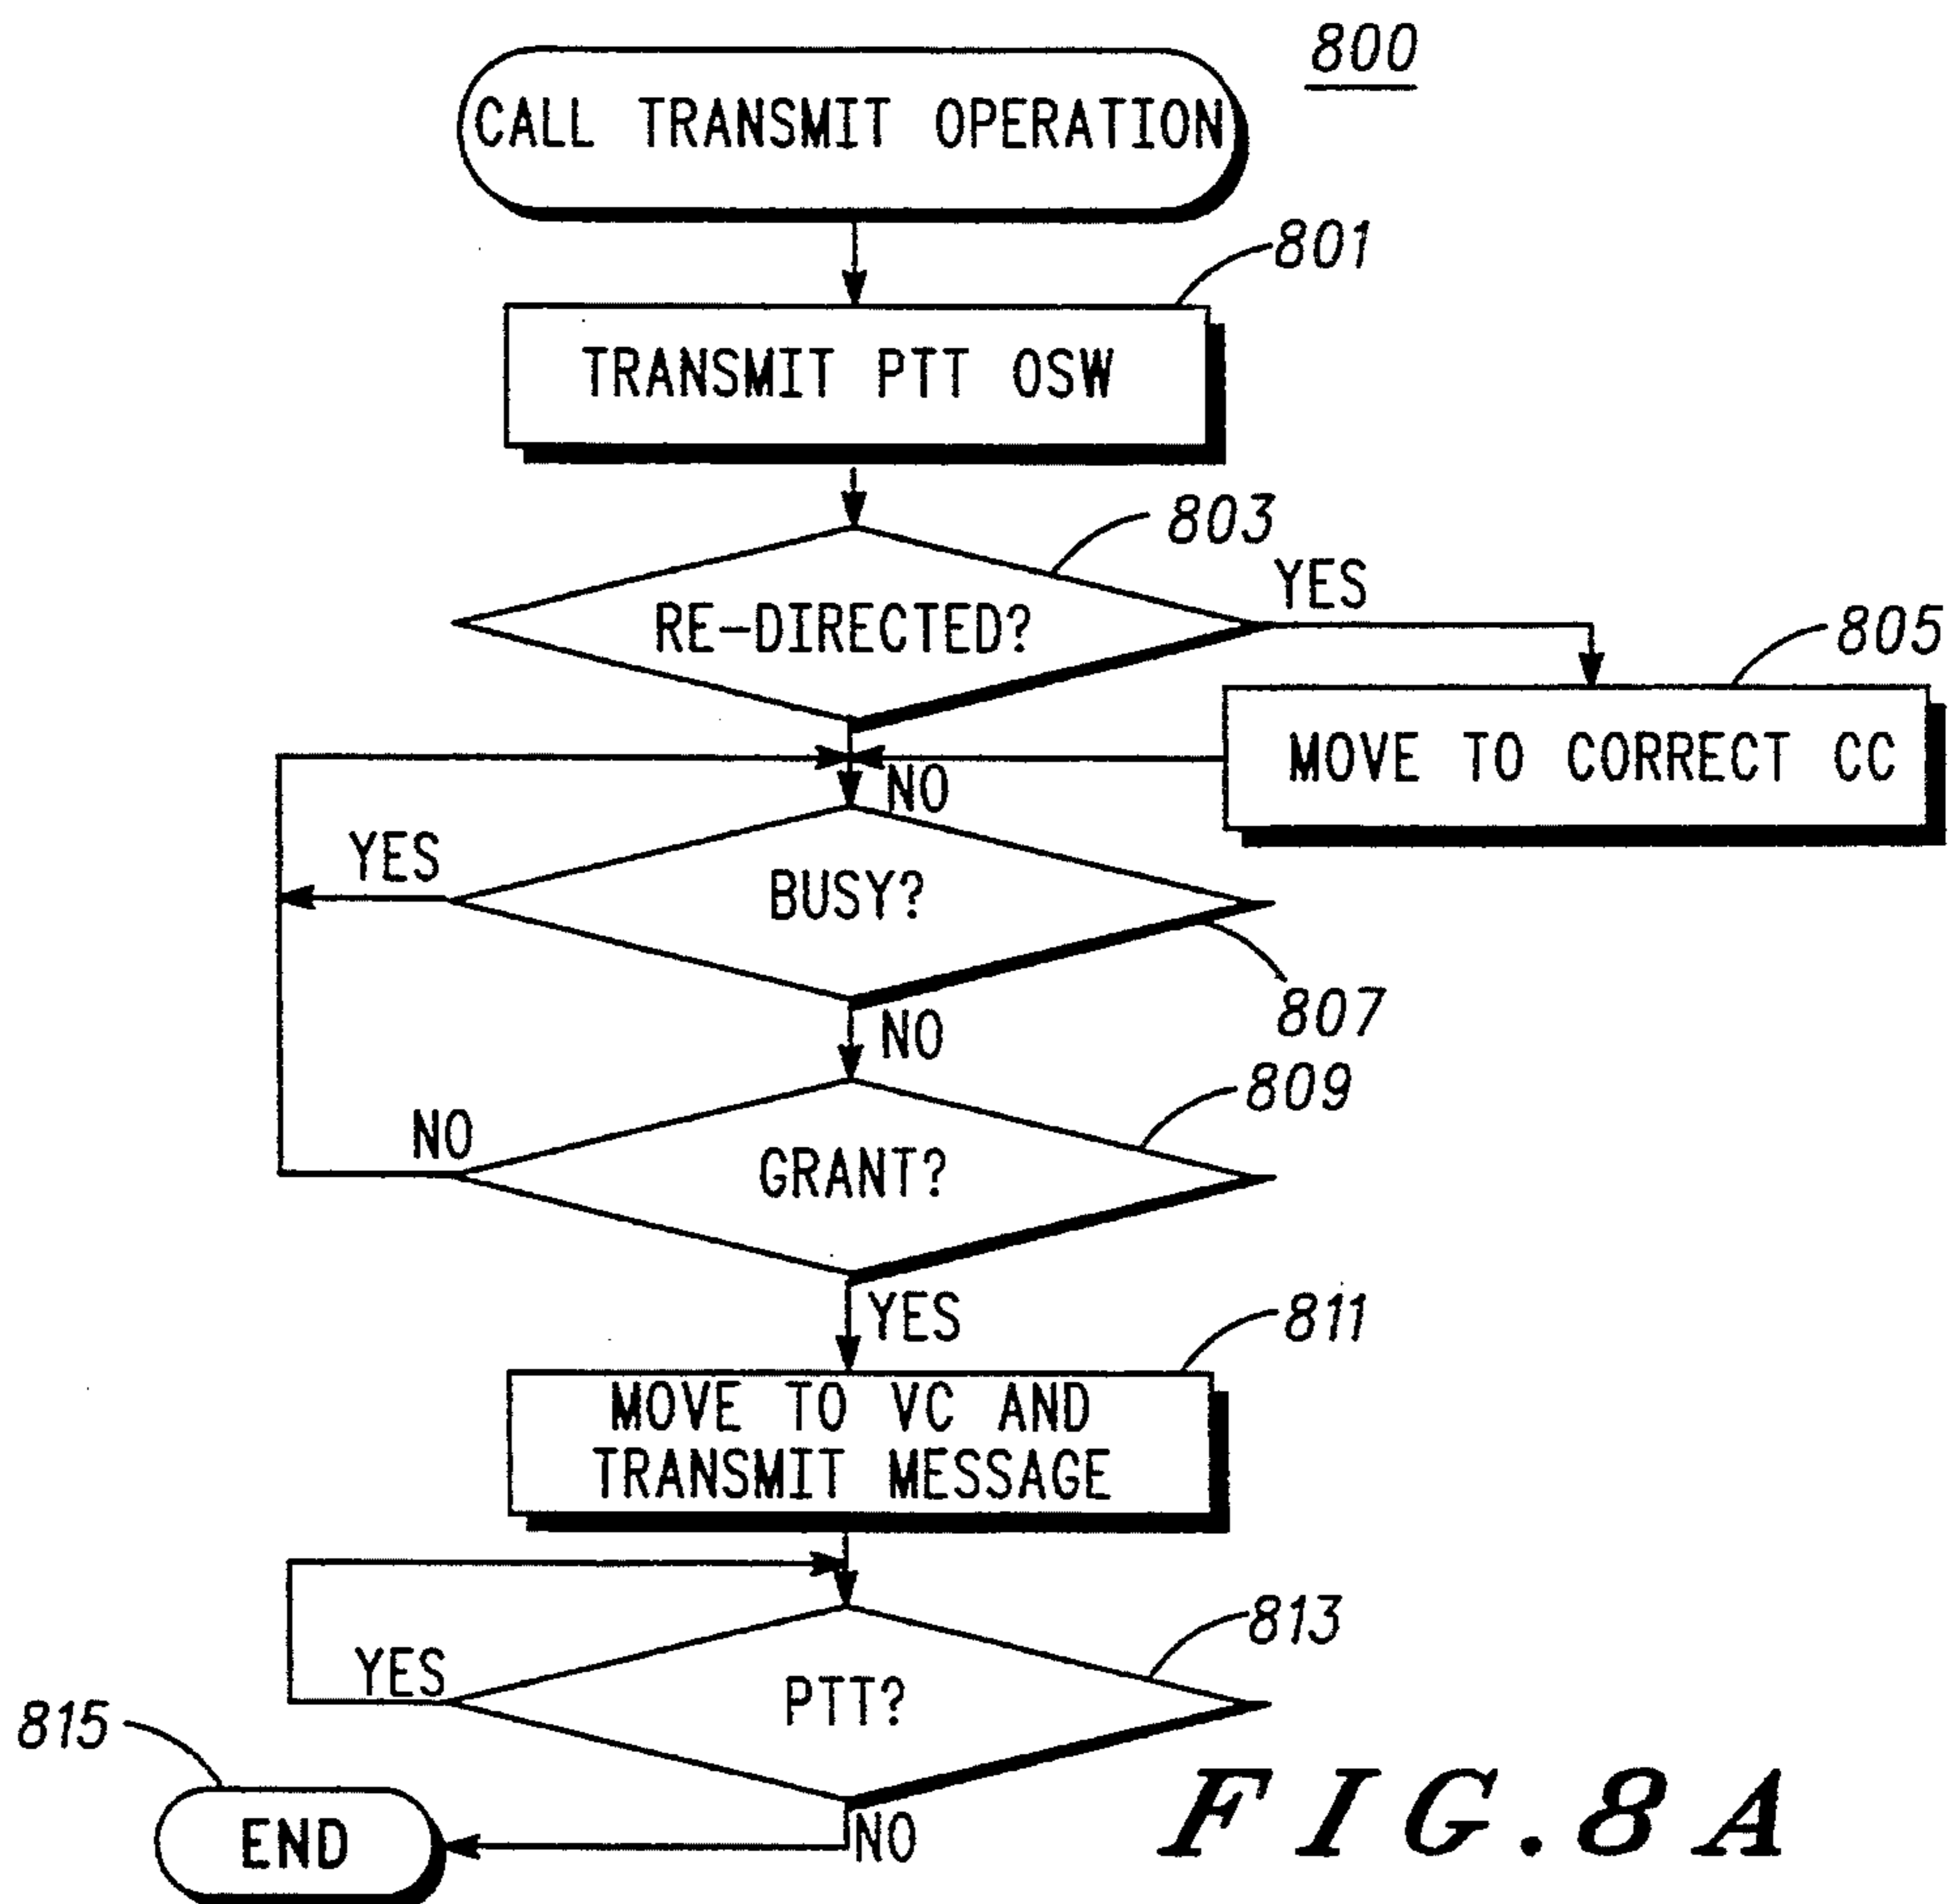 800
CALL TRANSMIT OPERATION
801
TRANSMIT PTT OSW
803
RE-DIRECTED?
YES
805
MOVE TO CORRECT CC
NO
YES
BUSY?
807
NO
809
NO
GRANT?
YES
811
MOVE TO VC AND
TRANSMIT MESSAGE
813
YES
PTT?
815
NO
END
FIG. 8A